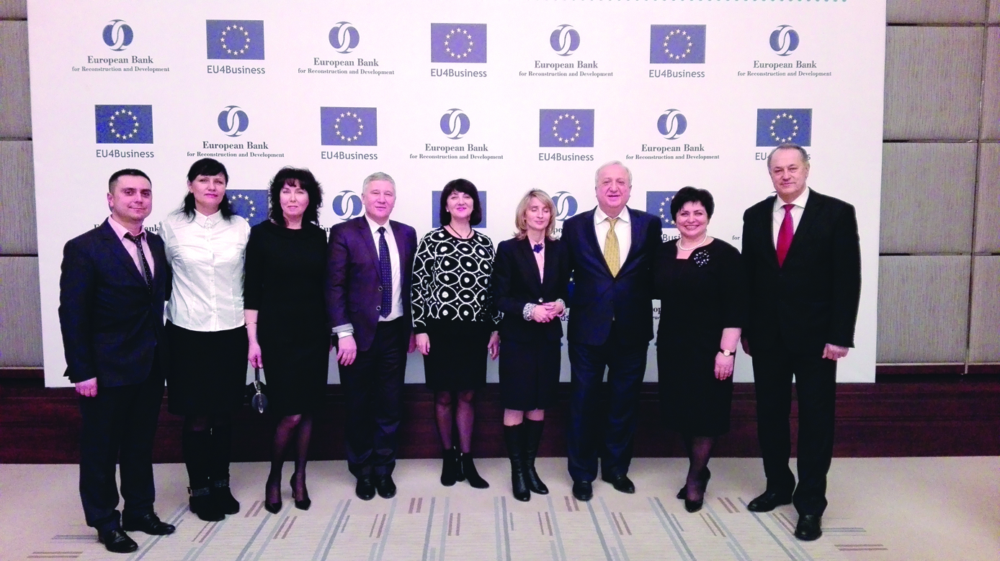 European Bank
for Reconstruction and Development
EU4Business
European Bank
for Reconstruction and Development
EU4Business
European Bank
for Reconstruction and Development
EU4Business
European Bank
for Reconstruction and Development
EU4Business
European Bank
for Reconstruction and Development
EU4Business
European Bank
for Reconstruction and Development
EU4Business
European Bank
for Reconstruction and Development
EU4Business